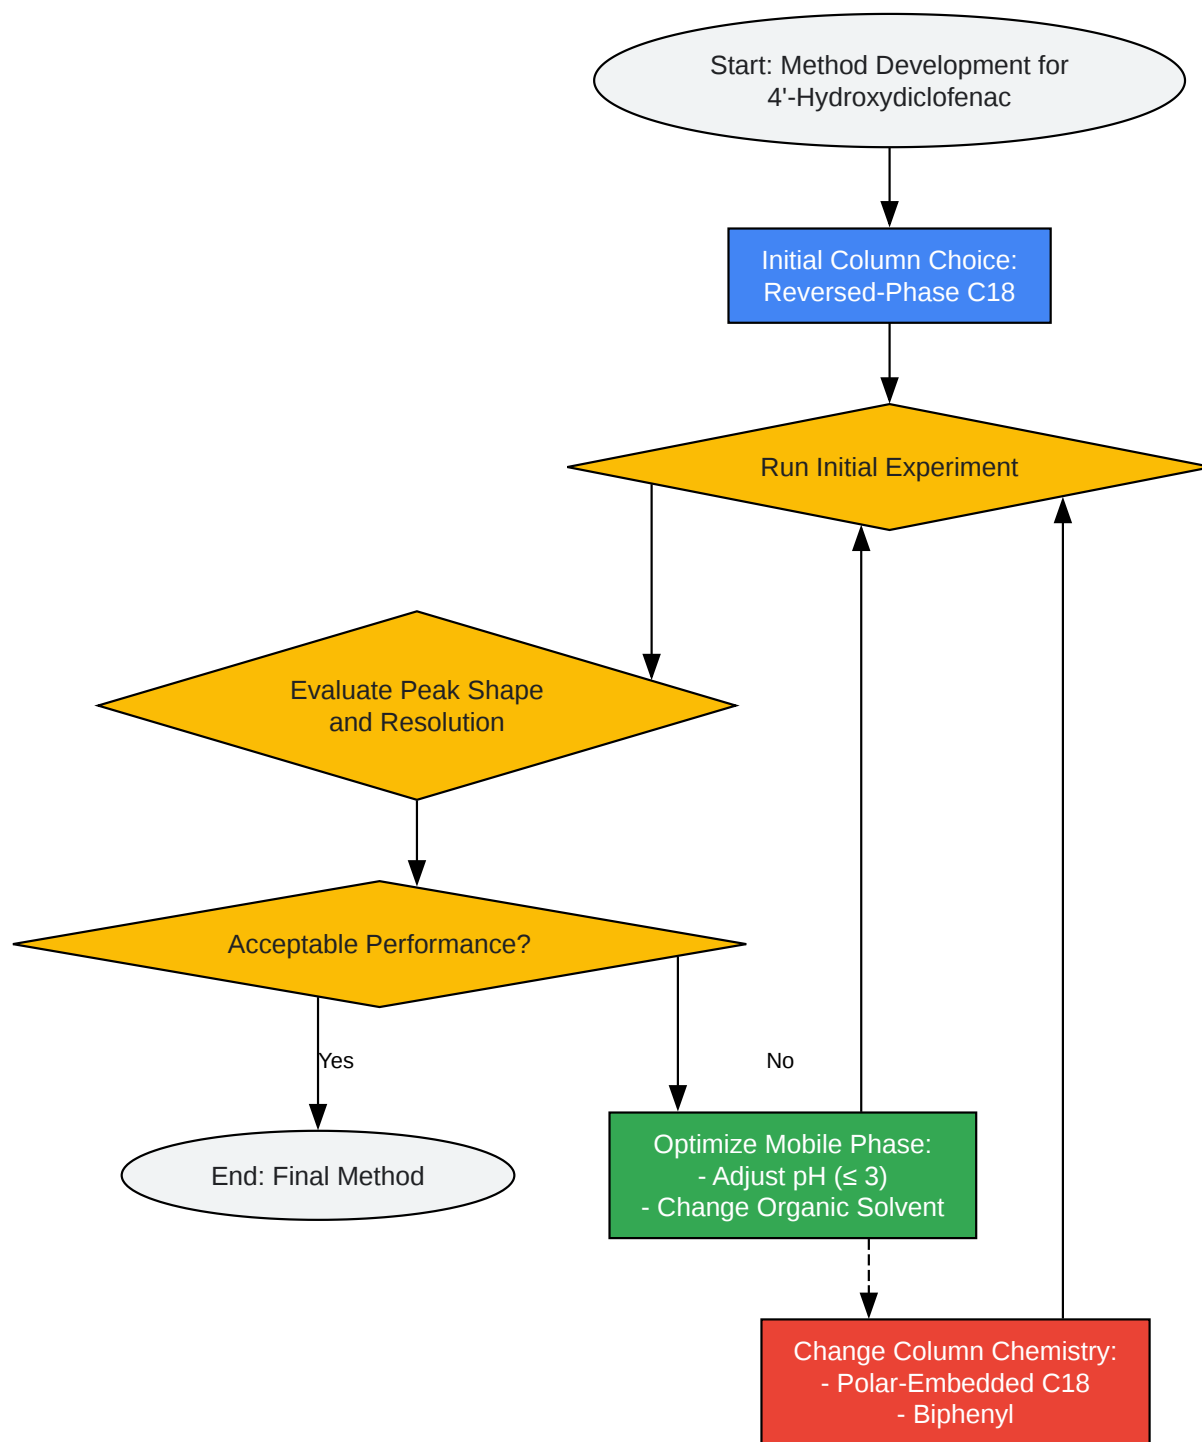 Start: Method Development for
4'-Hydroxydiclofenac
Initial Column Choice:
Reversed-Phase C18
Run Initial Experiment
Evaluate Peak Shape
and Resolution
Acceptable Performance?
Yes
No
End: Final Method
Optimize Mobile Phase:
- Adjust pH (≤ 3)
- Change Organic Solvent
Change Column Chemistry:
- Polar-Embedded C18
- Biphenyl